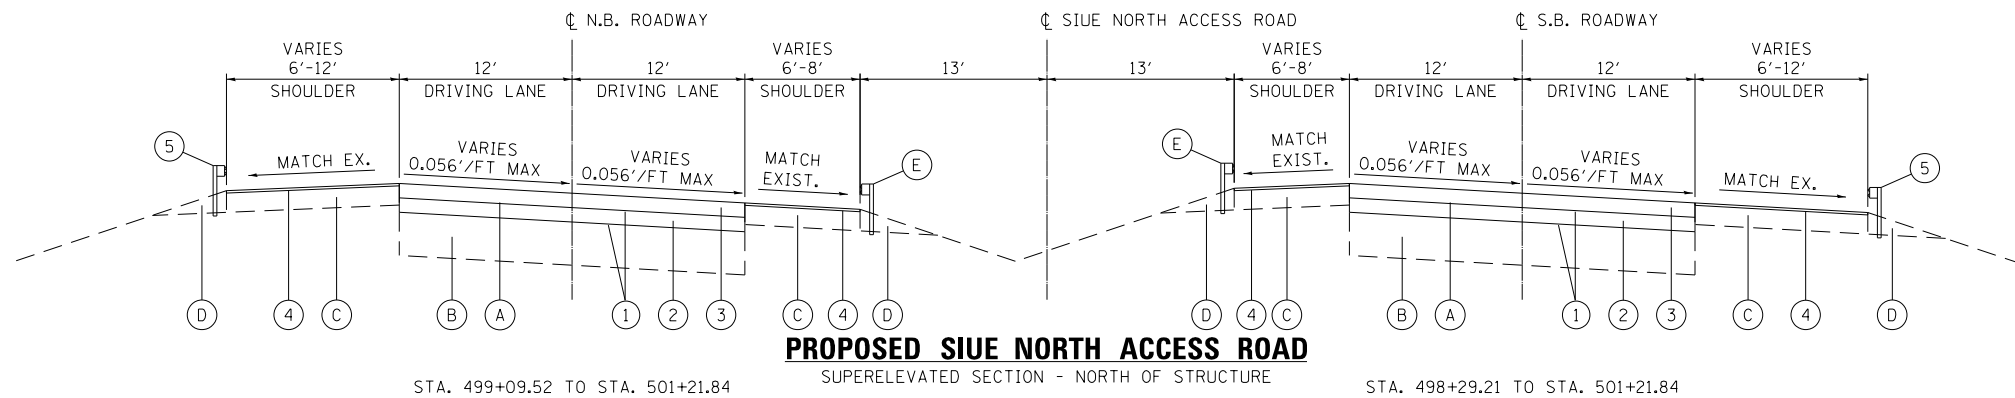 ℄ N.B. ROADWAY
℄ SIUE NORTH ACCESS ROAD
℄ S.B. ROADWAY
VARIES
6'-12'
SHOULDER
12'
DRIVING LANE
12'
DRIVING LANE
VARIES
6'-8'
SHOULDER
13'
13'
VARIES
6'-8'
SHOULDER
12'
DRIVING LANE
12'
DRIVING LANE
VARIES
6'-12'
SHOULDER
5
MATCH EX.
VARIES
0.056'/FT MAX
VARIES
0.056'/FT MAX
MATCH
EXIST.
E
E
MATCH
EXIST.
VARIES
0.056'/FT MAX
VARIES
0.056'/FT MAX
MATCH EX.
5
D
4
C
B
A
1
2
3
C
4
D
D
4
C
B
A
1
2
3
C
4
D
PROPOSED SIUE NORTH ACCESS ROAD
SUPERELEVATED SECTION - NORTH OF STRUCTURE
STA. 499+09.52 TO STA. 501+21.84
STA. 498+29.21 TO STA. 501+21.84